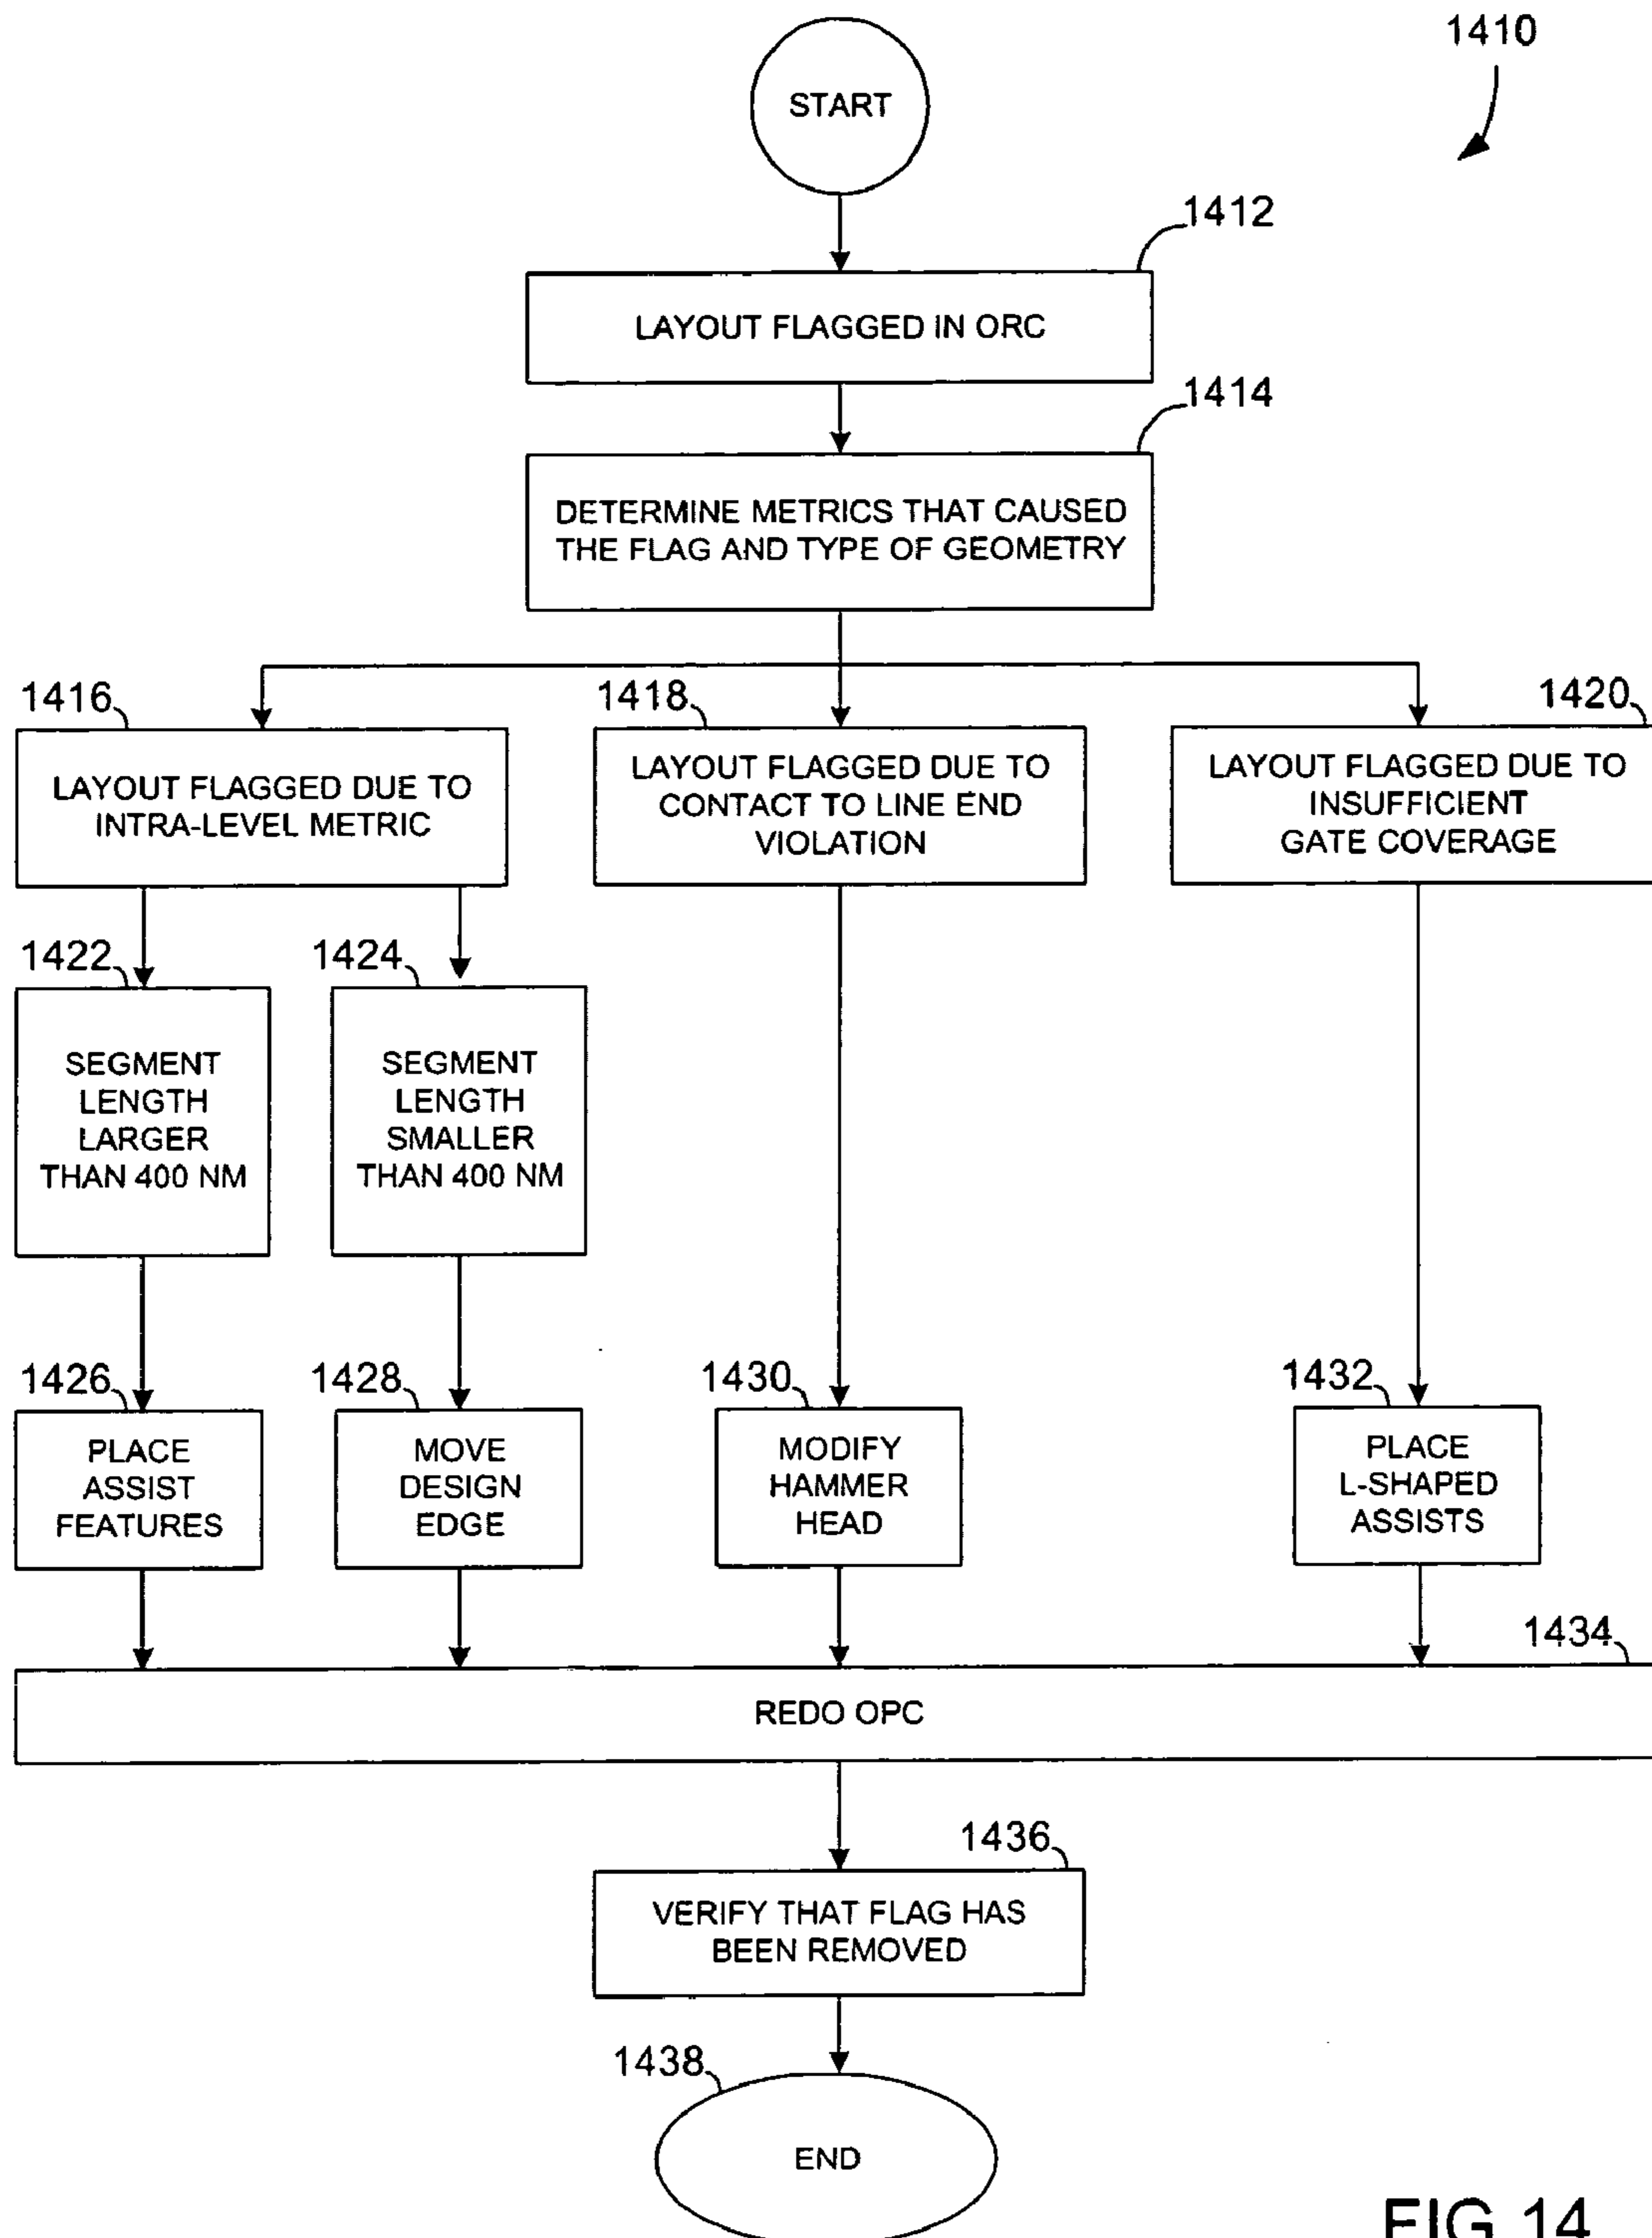 1410
START
1412
LAYOUT FLAGGED IN ORC
1414
DETERMINE METRICS THAT CAUSED
THE FLAG AND TYPE OF GEOMETRY
1416
LAYOUT FLAGGED DUE TO
INTRA-LEVEL METRIC
1418
LAYOUT FLAGGED DUE TO
CONTACT TO LINE END
VIOLATION
1420
LAYOUT FLAGGED DUE TO
INSUFFICIENT
GATE COVERAGE
1422
SEGMENT
LENGTH
LARGER
THAN 400 NM
1424
SEGMENT
LENGTH
SMALLER
THAN 400 NM
1426
PLACE
ASSIST
FEATURES
1428
MOVE
DESIGN
EDGE
1430
MODIFY
HAMMER
HEAD
1432
PLACE
L-SHAPED
ASSISTS
1434
REDO OPC
1436
VERIFY THAT FLAG HAS
BEEN REMOVED
1438
END
FIG 14